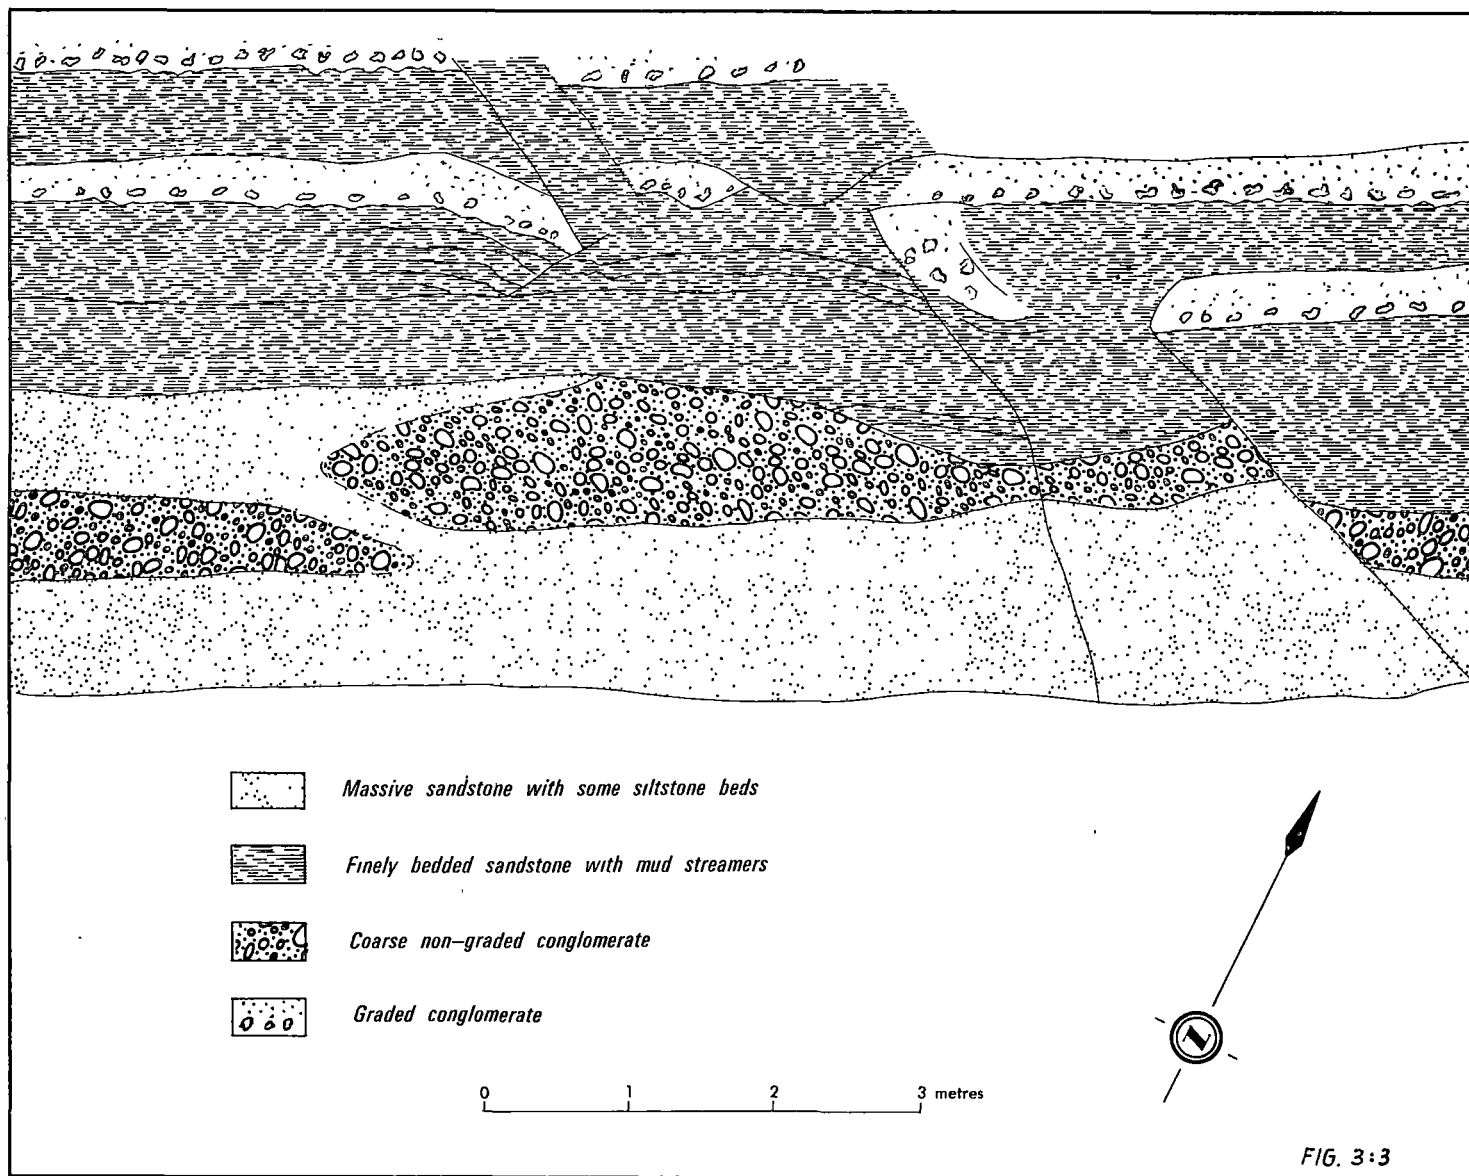 Massive sandstone with some siltstone beds
Finely bedded sandstone with mud streamers
Coarse non–graded conglomerate
Graded conglomerate
0 1 2 3 metres
N
FIG. 3:3